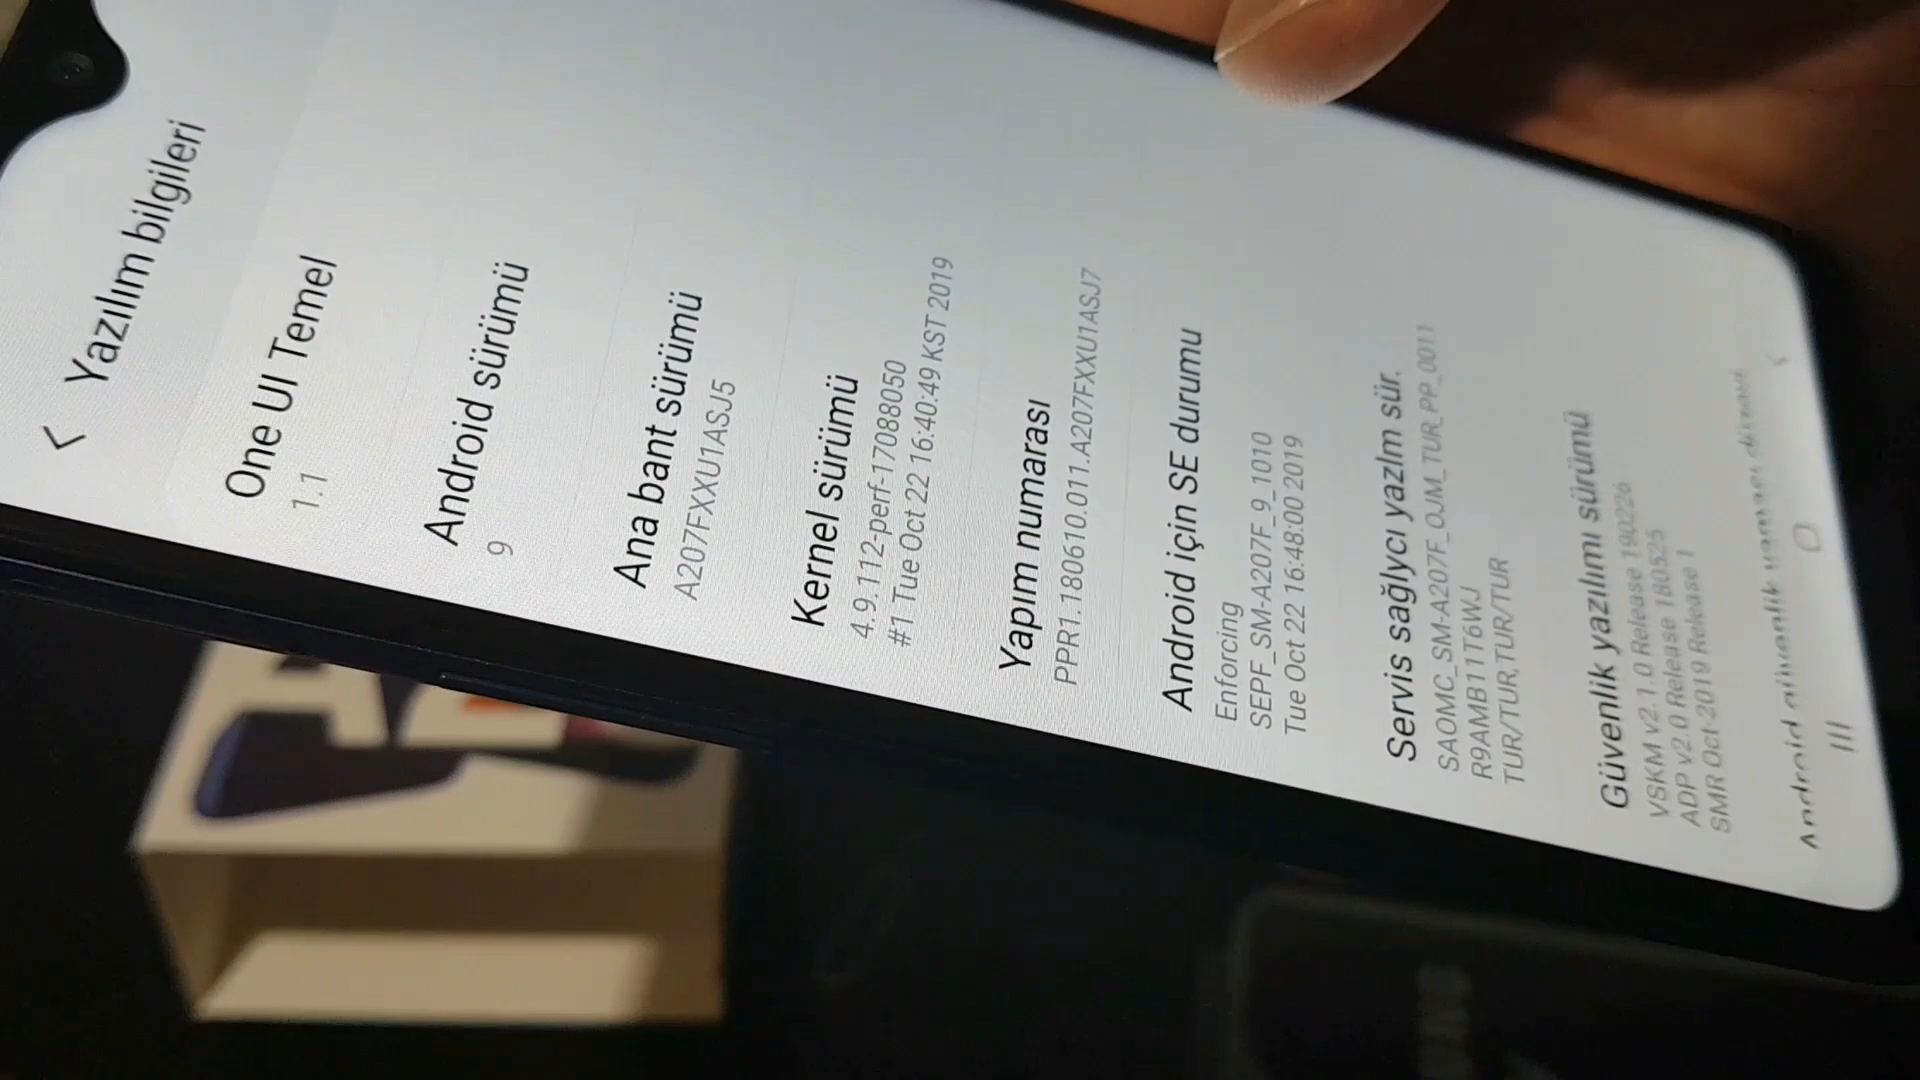 Yazılım bilgileri
One UI Temel
1.1
Android sürümü
9
Ana bant sürümü
A207FXXU1ASJ5
Kernel sürümü
4.9.112-perf-17088050
#1 Tue Oct 22 16:40:49 KST 2019
Yapım numarası
PPR1.180610.011.A207FXXU1ASJ7
Android için SE durumu
Enforcing
SEPF_SM-A207F_9_1010
Tue Oct 22 16:48:00 2019
Servis sağlycı yazlm sür.
SAOMC_SM-A207F_OJM_TUR_PP_0011
R9AMB11T6WJ
TUR/TUR,TUR/TUR
Güvenlik yazılımı sürümü
VSKM v2.1.0 Release 190226
ADP v2.0 Release 180525
SMR Oct-2019 Release 1
Android güvenlik